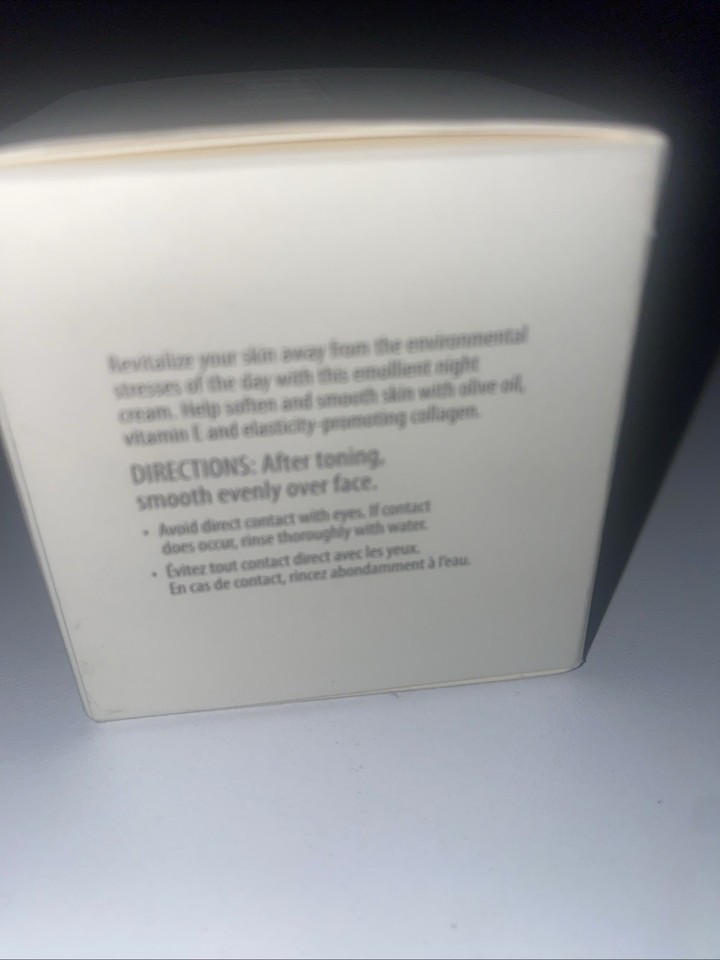 Revitalize your skin away from the environmental
stresses of the day with this emollient night
cream. Help soften and smooth skin with olive oil,
vitamin E and elasticity-promoting collagen.
DIRECTIONS: After toning,
smooth evenly over face.
• Avoid direct contact with eyes. If contact
does occur, rinse thoroughly with water.
• Évitez tout contact direct avec les yeux.
En cas de contact, rincez abondamment à l'eau.